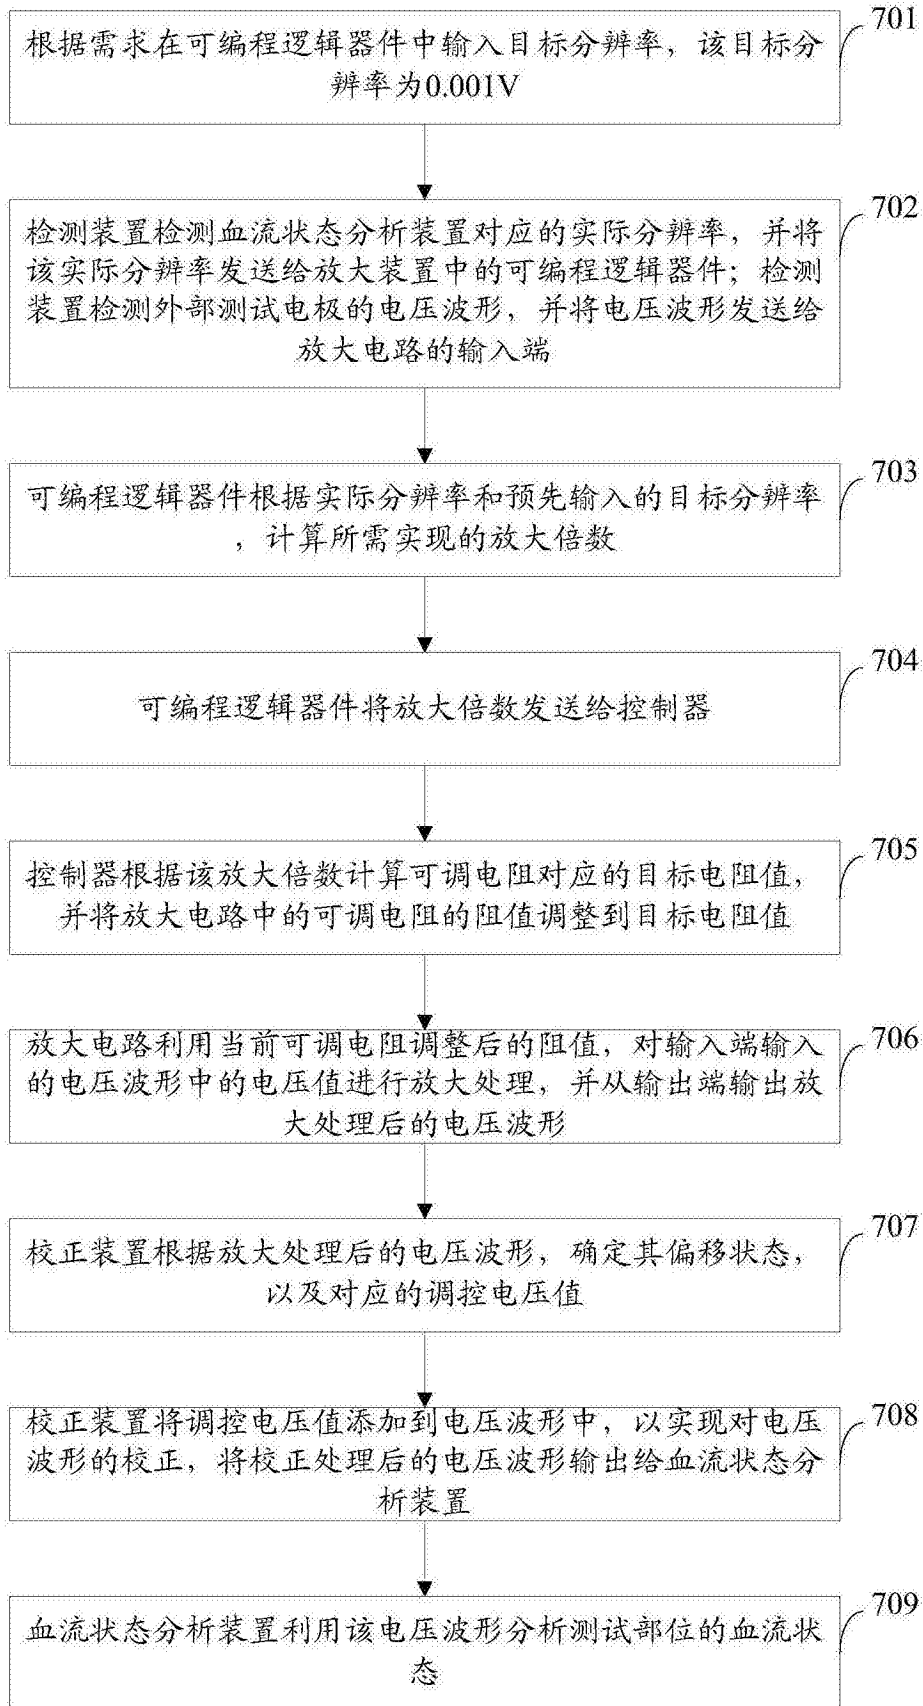 701
根据需求在可编程逻辑器件中输入目标分辨率，该目标分
辨率为0.001V
702
检测装置检测血流状态分析装置对应的实际分辨率，并将
该实际分辨率发送给放大装置中的可编程逻辑器件；检测
装置检测外部测试电极的电压波形，并将电压波形发送给
放大电路的输入端
703
可编程逻辑器件根据实际分辨率和预先输入的目标分辨率
，计算所需实现的放大倍数
704
可编程逻辑器件将放大倍数发送给控制器
705
控制器根据该放大倍数计算可调电阻对应的目标电阻值，
并将放大电路中的可调电阻的阻值调整到目标电阻值
706
放大电路利用当前可调电阻调整后的阻值，对输入端输入
的电压波形中的电压值进行放大处理，并从输出端输出放
大处理后的电压波形
707
校正装置根据放大处理后的电压波形，确定其偏移状态，
以及对应的调控电压值
708
校正装置将调控电压值添加到电压波形中，以实现对电压
波形的校正，将校正处理后的电压波形输出给血流状态分
析装置
709
血流状态分析装置利用该电压波形分析测试部位的血流状
态